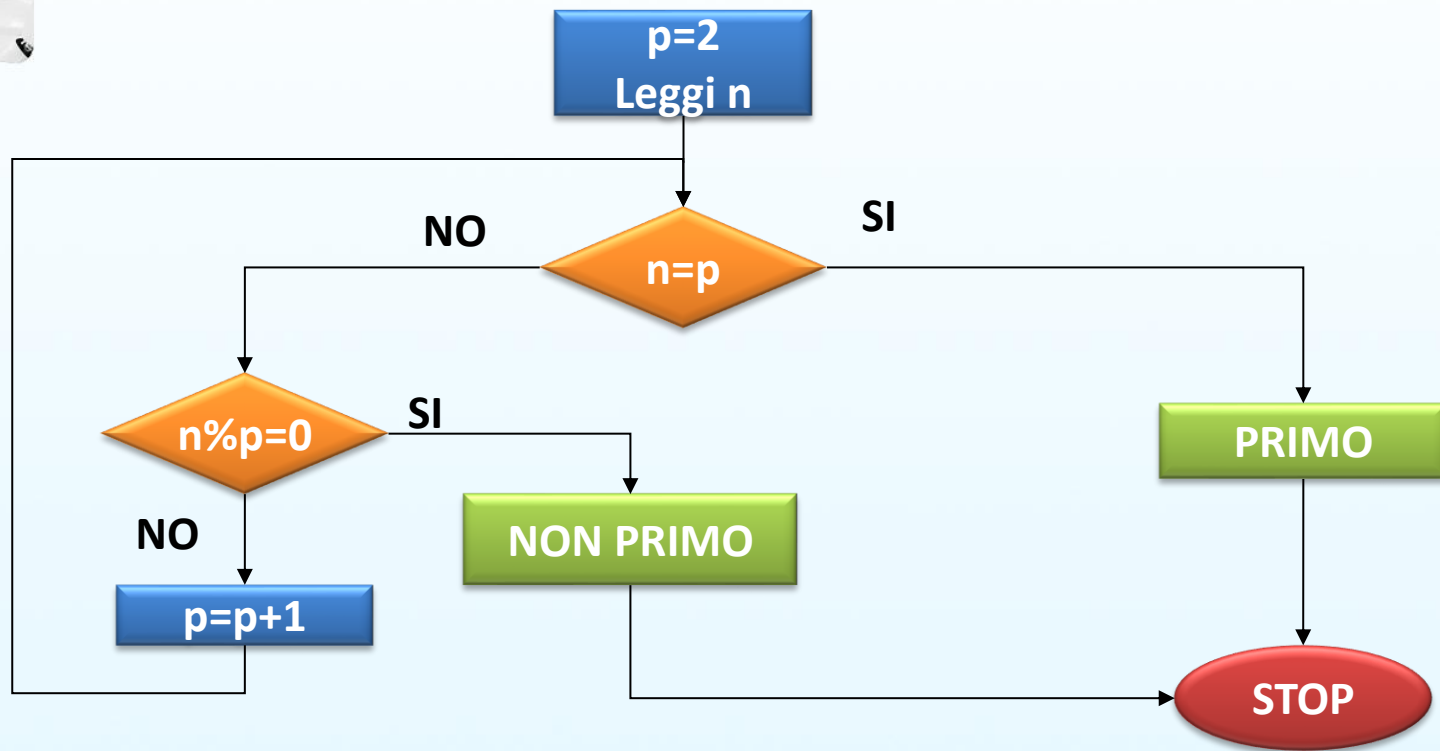 p=2
Leggi n
NO
SI
n=p
n%p=0
SI
PRIMO
NO
NON PRIMO
p=p+1
STOP